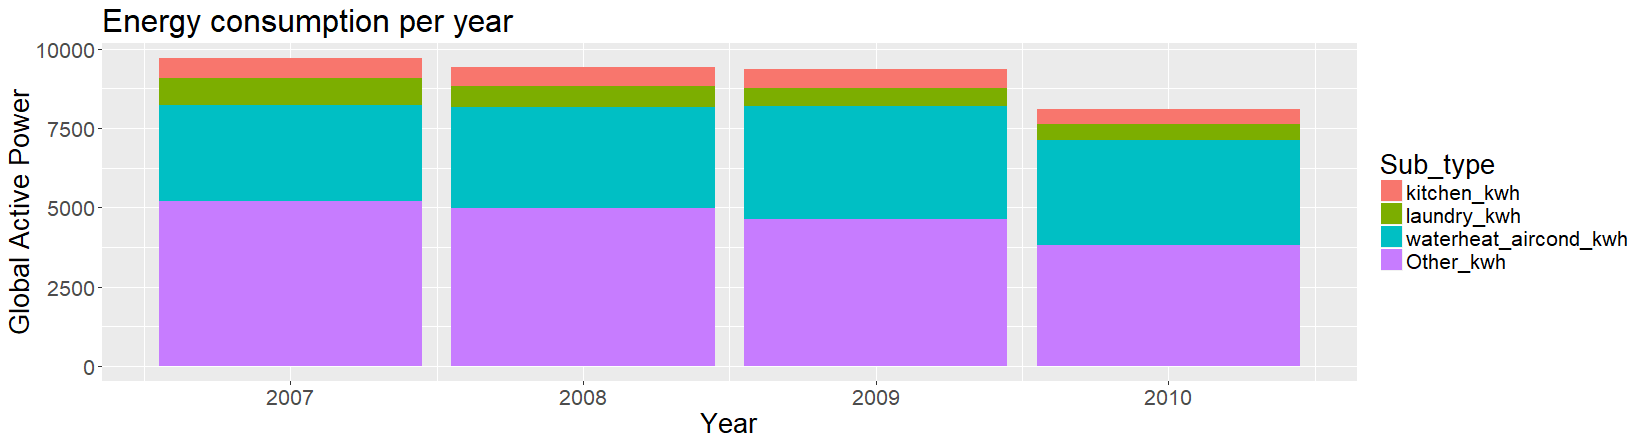 Energy consumption per year
Global Active Power
10000
7500
5000
2500
0
2007 2008 2009 2010
Year
Sub_type
kitchen_kwh
laundry_kwh
waterheat_aircond_kwh
Other_kwh